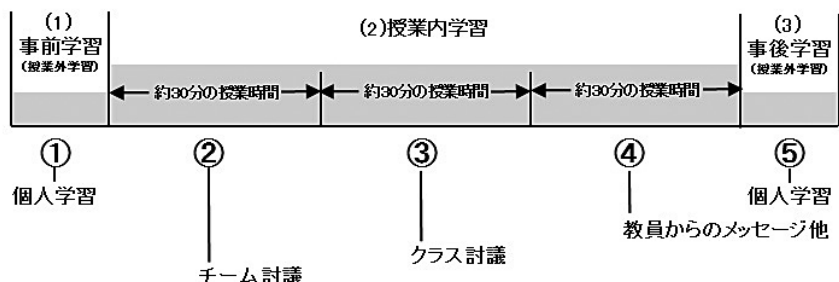 (1)
事前学習
(授業外学習)
(2)授業内学習
(3)
事後学習
(授業外学習)
約30分の授業時間
約30分の授業時間
約30分の授業時間
①
②
③
④
⑤
個人学習
チーム討議
クラス討議
教員からのメッセージ他
個人学習